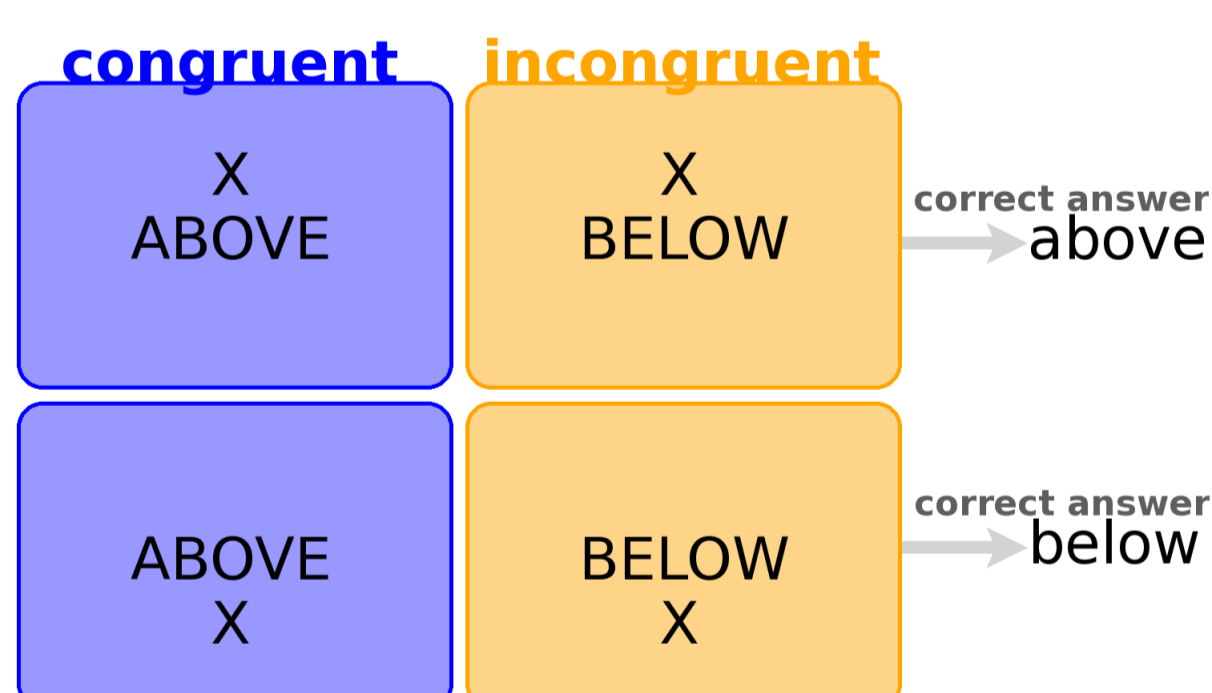 congruent
incongruent
X
ABOVE
X
BELOW
correct answer
above
ABOVE
X
BELOW
X
correct answer
below